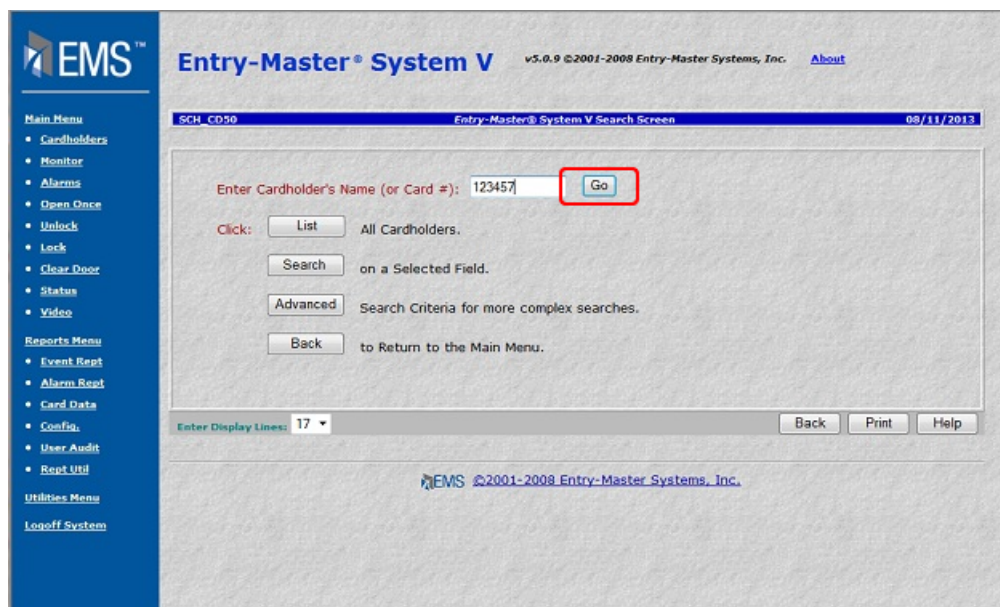 EMS™
Entry-Master® System V v5.0.9 ©2001-2008 Entry-Master Systems, Inc. About
Main Menu
Cardholders
Monitor
Alarms
Open Once
Unlock
Lock
Clear Door
Status
Video
Reports Menu
Event Rept
Alarm Rept
Card Data
Config.
User Audit
Rept Util
Utilities Menu
Logoff System
SCH_CD50 Entry-Master® System V Search Screen 08/11/2013
Enter Cardholder's Name (or Card #): 123457 Go
Click: List All Cardholders.
Search on a Selected Field.
Advanced Search Criteria for more complex searches.
Back to Return to the Main Menu.
Enter Display Lines: 17 Back Print Help
EMS ©2001-2008 Entry-Master Systems, Inc.